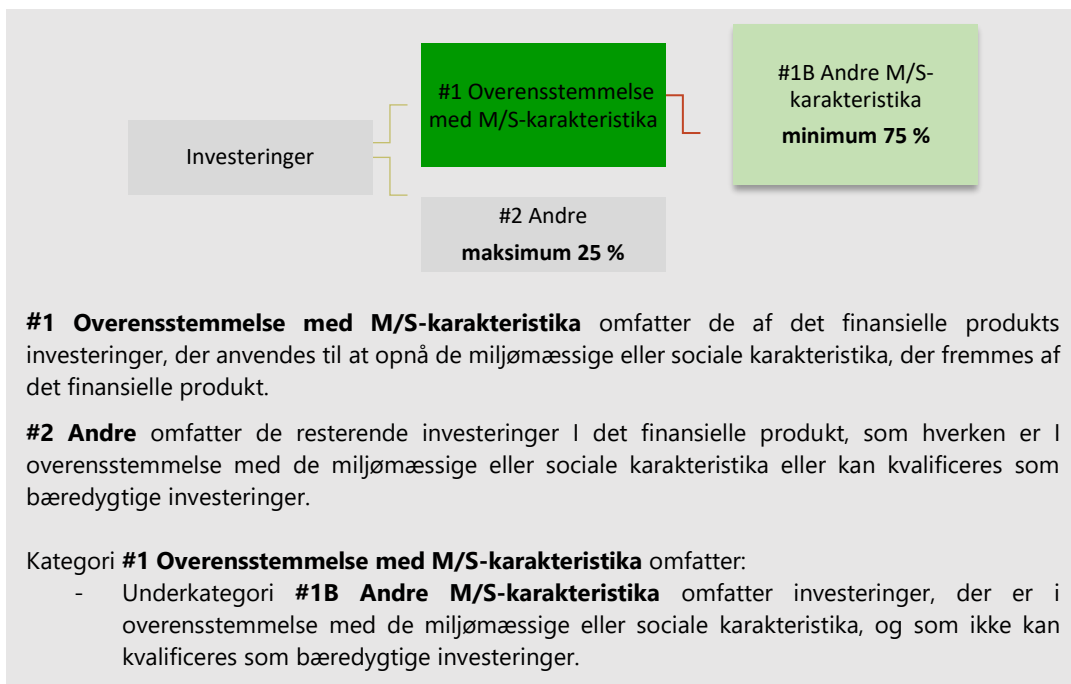 Investeringer
#1 Overensstemmelse
med M/S-karakteristika
#1B Andre M/S-
karakteristika
minimum 75 %
#2 Andre
maksimum 25 %
#1 Overensstemmelse med M/S-karakteristika omfatter de af det finansielle produkts
investeringer, der anvendes til at opnå de miljømæssige eller sociale karakteristika, der fremmes af
det finansielle produkt.
#2 Andre omfatter de resterende investeringer I det finansielle produkt, som hverken er I
overensstemmelse med de miljømæssige eller sociale karakteristika eller kan kvalificeres som
bæredygtige investeringer.
Kategori #1 Overensstemmelse med M/S-karakteristika omfatter:
- Underkategori #1B Andre M/S-karakteristika omfatter investeringer, der er i
overensstemmelse med de miljømæssige eller sociale karakteristika, og som ikke kan
kvalificeres som bæredygtige investeringer.